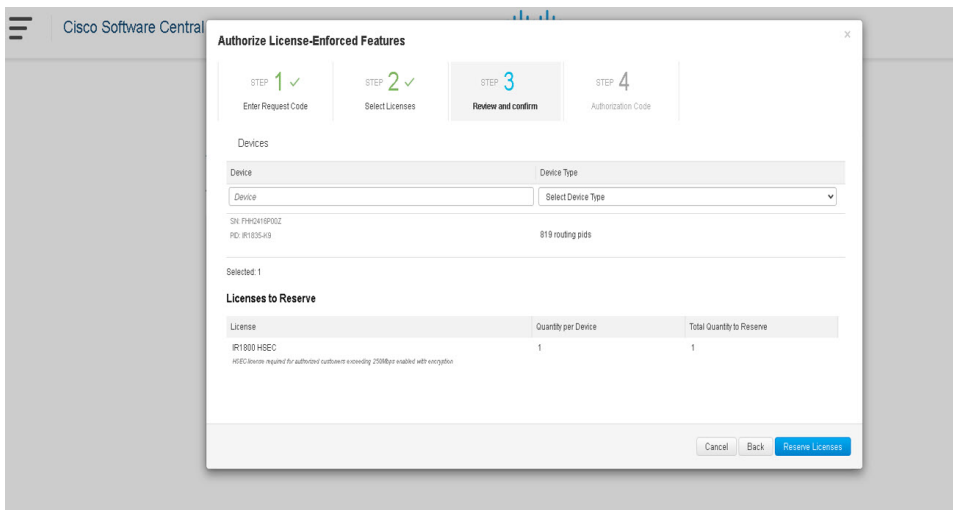 Cisco Software Central
Authorize License-Enforced Features
x
STEP 1 ✓
Enter Request Code
STEP 2 ✓
Select Licenses
STEP 3
Review and confirm
STEP 4
Authorization Code
Devices
Device Device Type
Device Select Device Type
SN: FHH2416P00Z
PID: IR1835-K9
819 routing pids
Selected: 1
Licenses to Reserve
License Quantity per Device Total Quantity to Reserve
IR1800 HSEC 1 1
HSEC license required for authorized customers exceeding 250Mbps enabled with encryption
Cancel Back Reserve Licenses